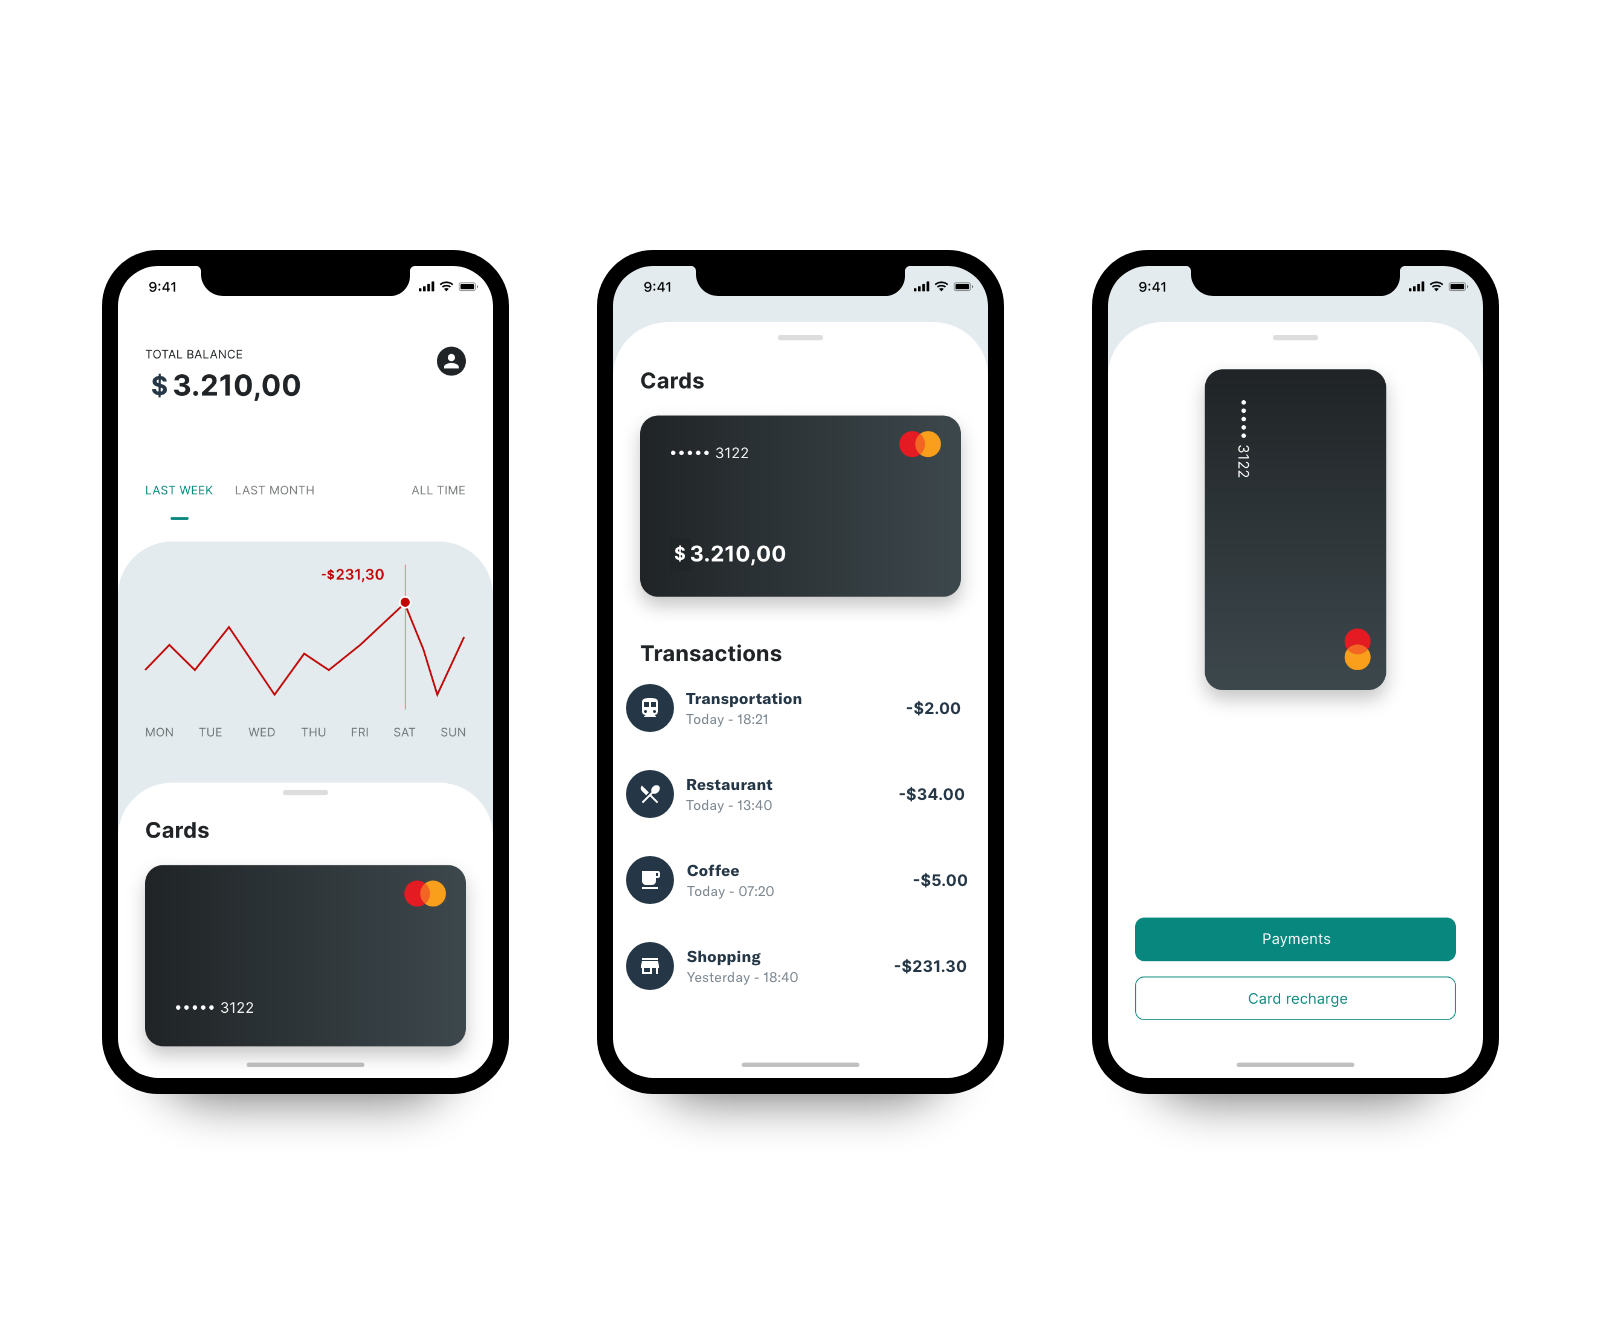 9:41
TOTAL BALANCE
$ 3.210,00
LAST WEEK LAST MONTH ALL TIME
-$231,30
MON TUE WED THU FRI SAT SUN
Cards
••••• 3122
9:41
Cards
••••• 3122
$ 3.210,00
Transactions
Transportation
Today - 18:21
-$2.00
Restaurant
Today - 13:40
-$34.00
Coffee
Today - 07:20
-$5.00
Shopping
Yesterday - 18:40
-$231.30
9:41
••••• 3122
Payments
Card recharge